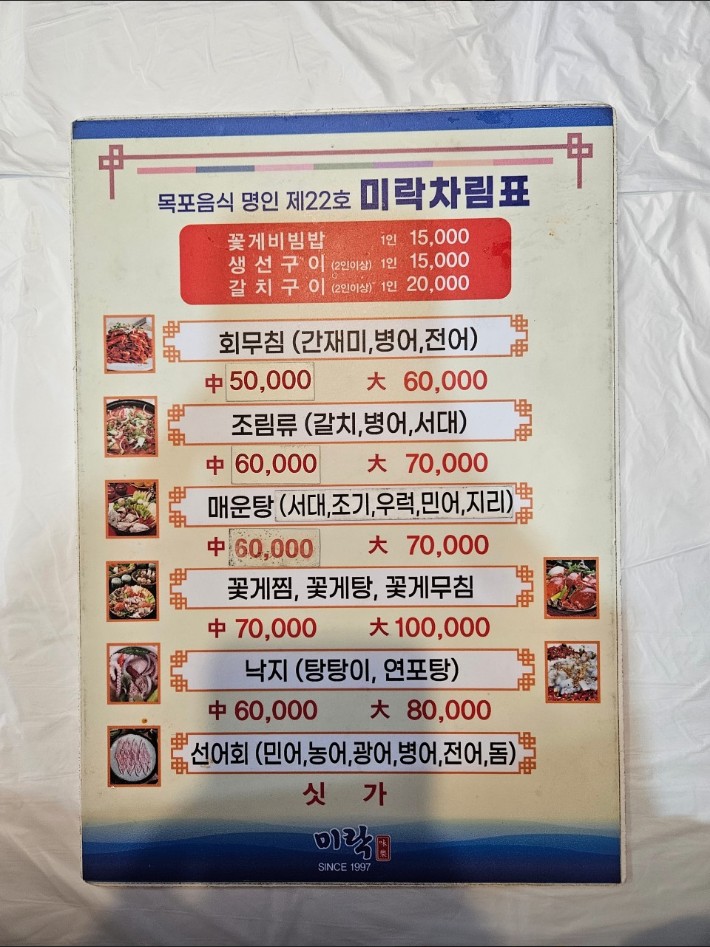 목포음식 명인 제22호 미락차림표
꽃게비빔밥 1인 15,000
생선구이 (2인이상) 1인 15,000
갈치구이 (2인이상) 1인 20,000
회무침 (간재미,병어,전어)
中 50,000 大 60,000
조림류 (갈치,병어,서대)
中 60,000 大 70,000
매운탕 (서대,조기,우럭,민어,지리)
中 60,000 大 70,000
꽃게찜, 꽃게탕, 꽃게무침
中 70,000 大 100,000
낙지 (탕탕이, 연포탕)
中 60,000 大 80,000
선어회 (민어,농어,광어,병어,전어,돔)
싯가
미락 味樂
SINCE 1997